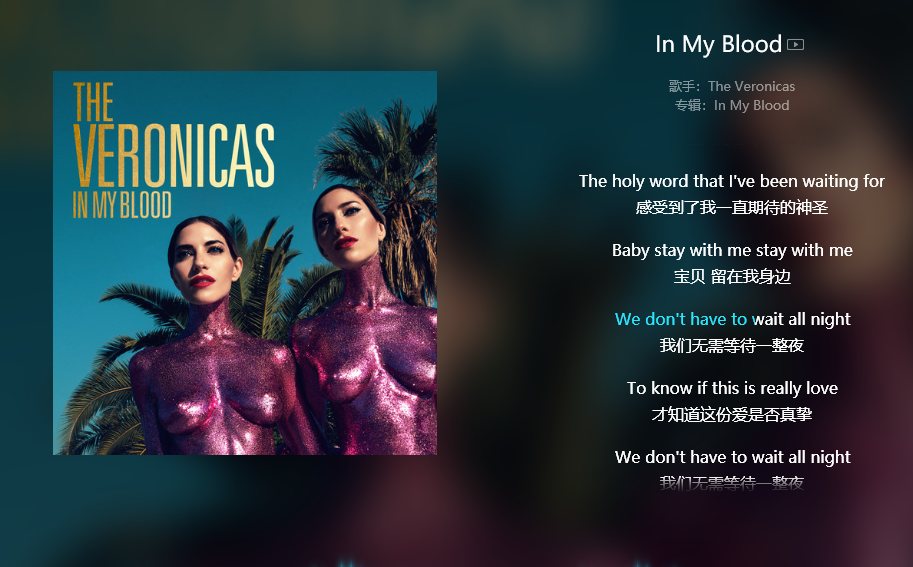 THE
VERONICAS
IN MY BLOOD
In My Blood
歌手：The Veronicas
专辑：In My Blood
The holy word that I've been waiting for
感受到了我一直期待的神圣
Baby stay with me stay with me
宝贝 留在我身边
We don't have to wait all night
我们无需等待一整夜
To know if this is really love
才知道这份爱是否真挚
We don't have to wait all night
我们无需等待一整夜